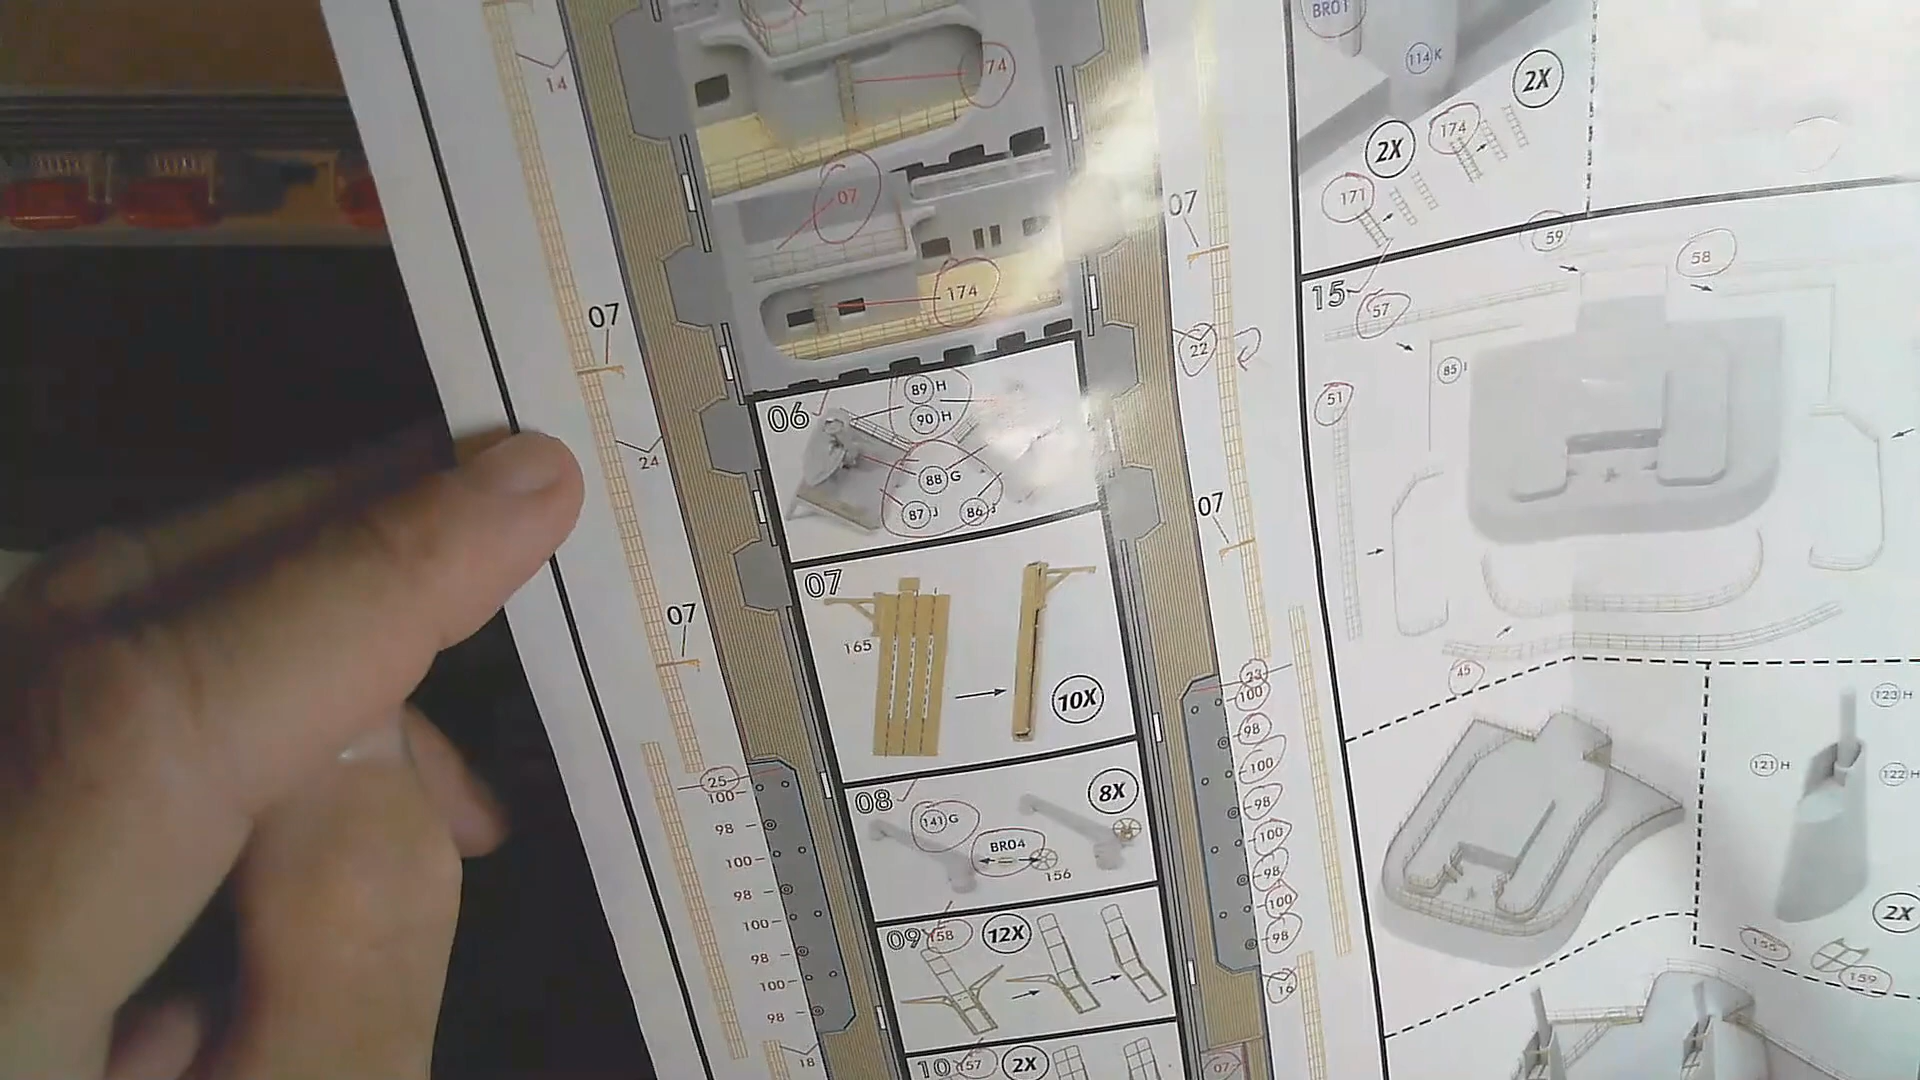 14
74
07
174
07
24
07
25
100
98
100
98
100
98
100
98
18
06
89 H
90 H
88 G
87 J
86 J
07
165
10X
08
141 G
8X
BR04
156
09
158
12X
10
157
2X
07
22
07
23
100
98
100
98
100
98
100
98
16
07
BR01
114 K
2X
174
2X
171
15
59
58
57
85 I
51
45
123 H
121 H
122 H
2X
155
159